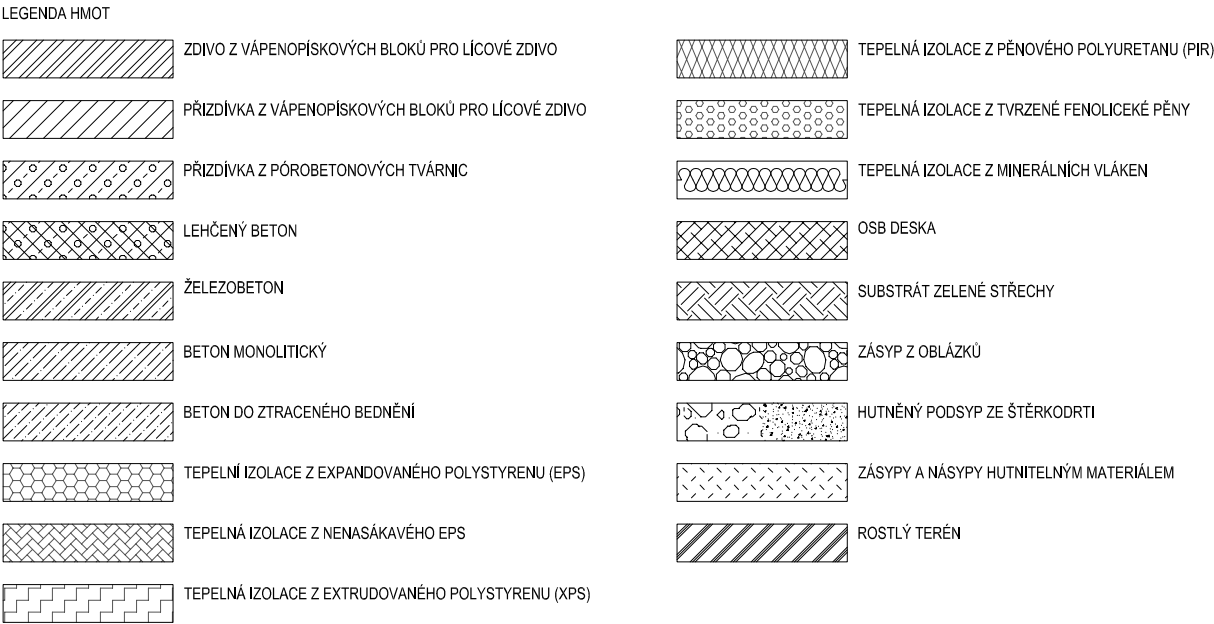 LEGENDA HMOT
ZDIVO Z VÁPENOPÍSKOVÝCH BLOKŮ PRO LÍCOVÉ ZDIVO
PŘIZDÍVKA Z VÁPENOPÍSKOVÝCH BLOKŮ PRO LÍCOVÉ ZDIVO
PŘIZDÍVKA Z PÓROBETONOVÝCH TVÁRNIC
LEHČENÝ BETON
ŽELEZOBETON
BETON MONOLITICKÝ
BETON DO ZTRACENÉHO BEDNĚNÍ
TEPELNÍ IZOLACE Z EXPANDOVANÉHO POLYSTYRENU (EPS)
TEPELNÁ IZOLACE Z NENASÁKAVÉHO EPS
TEPELNÁ IZOLACE Z EXTRUDOVANÉHO POLYSTYRENU (XPS)
TEPELNÁ IZOLACE Z PĚNOVÉHO POLYURETANU (PIR)
TEPELNÁ IZOLACE Z TVRZENÉ FENOLICEKÉ PĚNY
TEPELNÁ IZOLACE Z MINERÁLNÍCH VLÁKEN
OSB DESKA
SUBSTRÁT ZELENÉ STŘECHY
ZÁSYP Z OBLÁZKŮ
HUTNĚNÝ PODSYP ZE ŠTĚRKODRTI
ZÁSYPY A NÁSYPY HUTNITELNÝM MATERIÁLEM
ROSTLÝ TERÉN